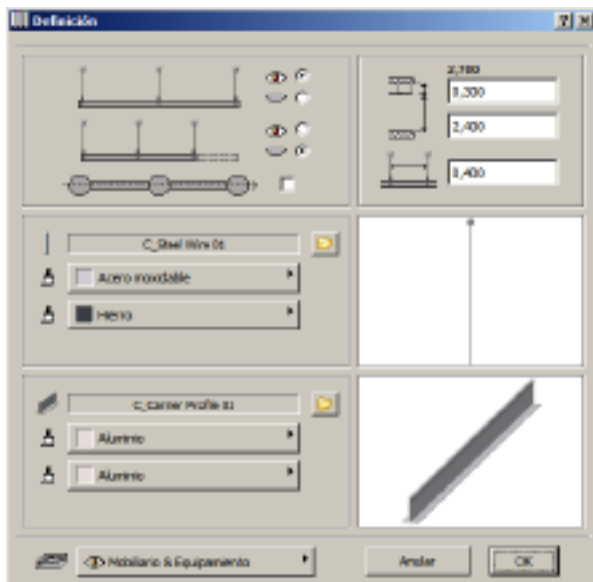 Definición
2,700
0,300
2,400
0,400
C_Steel Wire 01
Acero Inoxidable
Hierro
C_Carrier Profile 01
Aluminio
Aluminio
Mobiliario & Equipamiento
Anular
OK